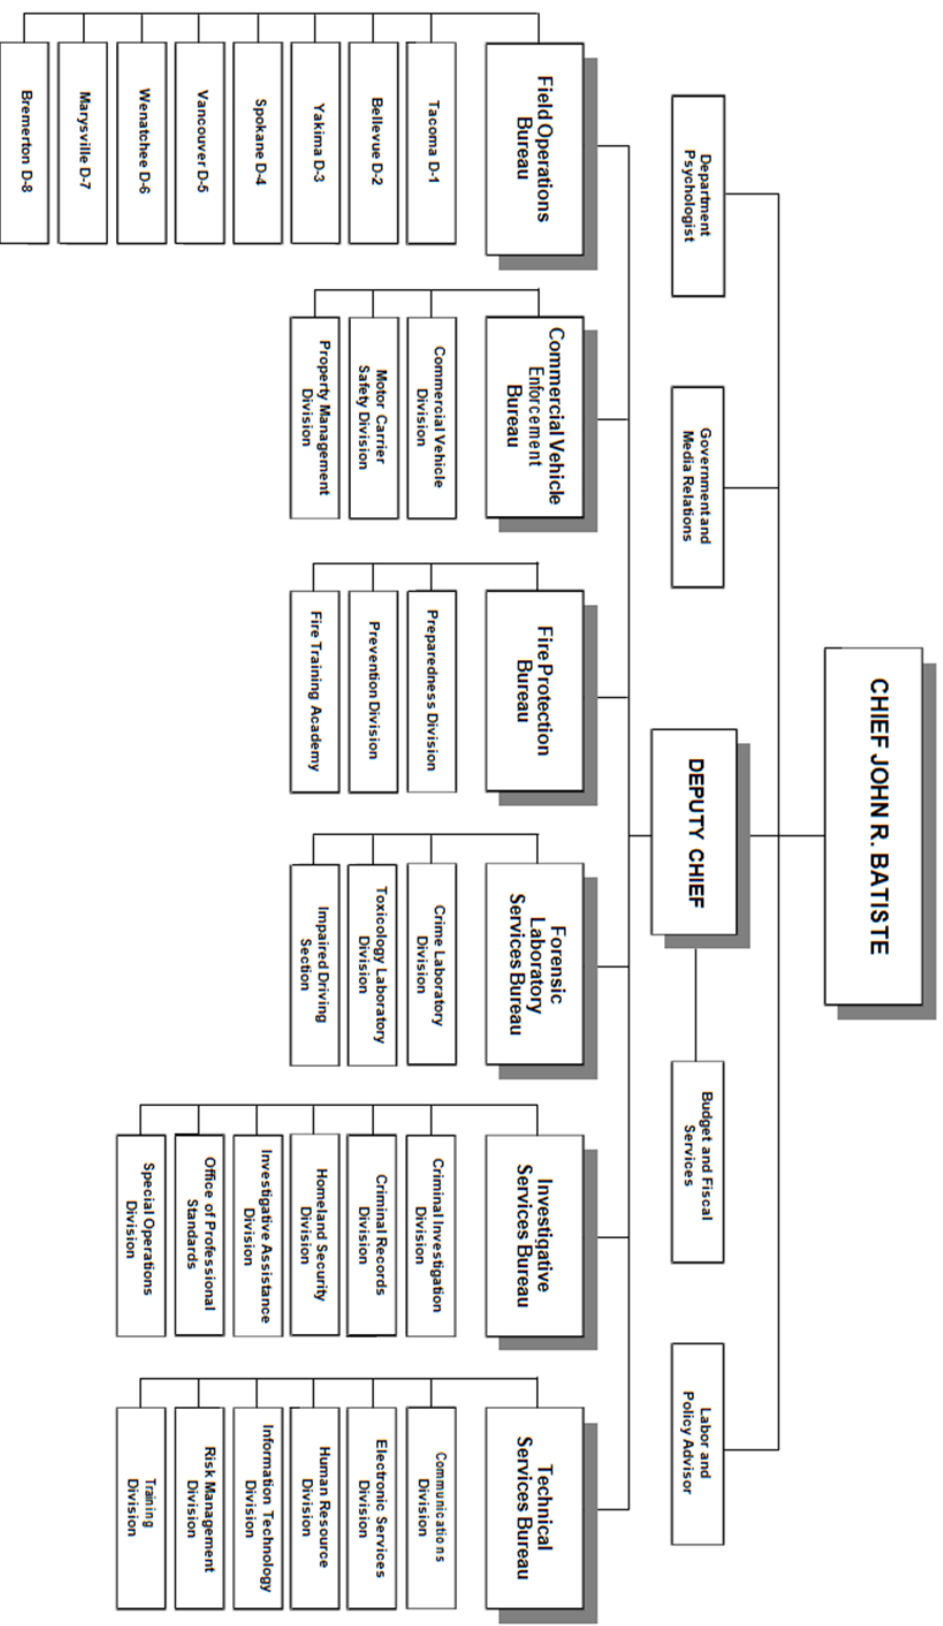 CHIEF JOHN R. BATISTE
Department
Psychologist
Government and
Media Relations
DEPUTY CHIEF
Budget and Fiscal
Services
Labor and
Policy Advisor
Field Operations
Bureau
Tacoma D-1
Bellevue D-2
Yakima D-3
Spokane D-4
Vancouver D-5
Wenatchee D-6
Marysville D-7
Bremerton D-8
Commercial Vehicle
Enforcement
Bureau
Commercial Vehicle
Division
Motor Carrier
Safety Division
Property Management
Division
Fire Protection
Bureau
Preparedness Division
Prevention Division
Fire Training Academy
Forensic
Laboratory
Services Bureau
Crime Laboratory
Division
Toxicology Laboratory
Division
Impaired Driving
Section
Investigative
Services Bureau
Criminal Investigation
Division
Criminal Records
Division
Homeland Security
Division
Investigative Assistance
Division
Office of Professional
Standards
Special Operations
Division
Technical
Services Bureau
Communications
Division
Electronic Services
Division
Human Resource
Division
Information Technology
Division
Risk Management
Division
Training
Division